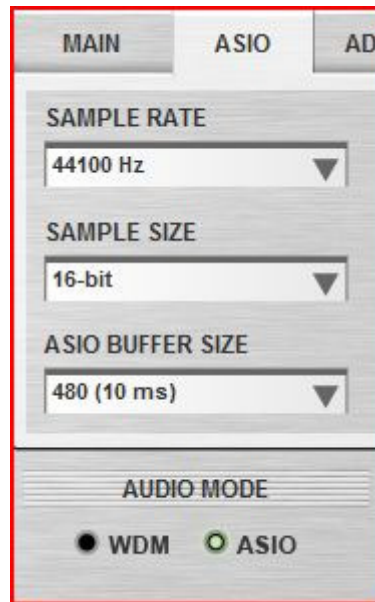 MAIN
ASIO
AD
SAMPLE RATE
44100 Hz
SAMPLE SIZE
16-bit
ASIO BUFFER SIZE
480 (10 ms)
AUDIO MODE
WDM
ASIO